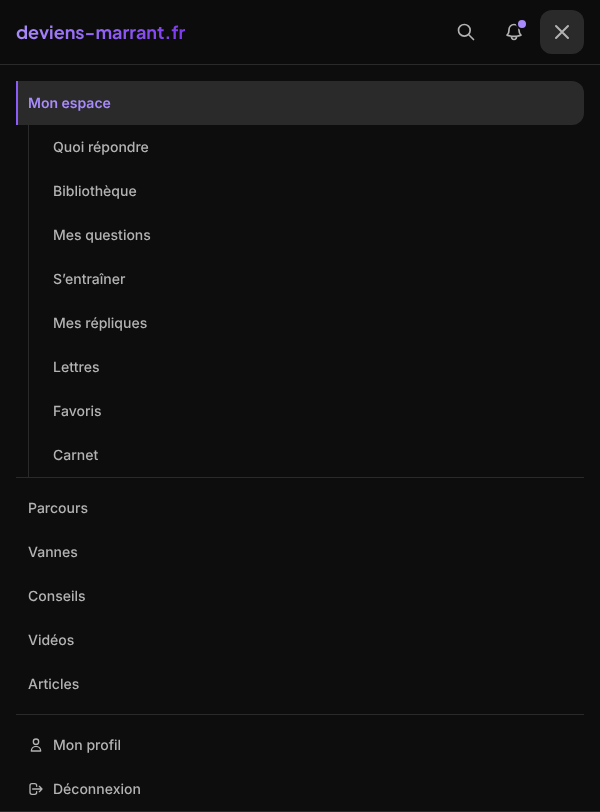 deviens-marrant.fr
Mon espace
Quoi répondre
Bibliothèque
Mes questions
S’entraîner
Mes répliques
Lettres
Favoris
Carnet
Parcours
Vannes
Conseils
Vidéos
Articles
Mon profil
Déconnexion